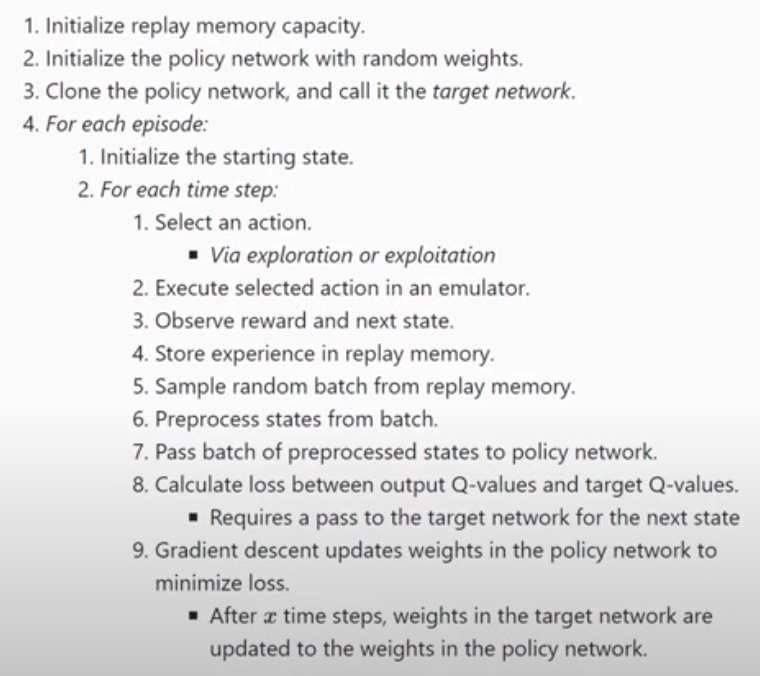 1. Initialize replay memory capacity.
2. Initialize the policy network with random weights.
3. Clone the policy network, and call it the target network.
4. For each episode:
1. Initialize the starting state.
2. For each time step:
1. Select an action.
▪ Via exploration or exploitation
2. Execute selected action in an emulator.
3. Observe reward and next state.
4. Store experience in replay memory.
5. Sample random batch from replay memory.
6. Preprocess states from batch.
7. Pass batch of preprocessed states to policy network.
8. Calculate loss between output Q-values and target Q-values.
▪ Requires a pass to the target network for the next state
9. Gradient descent updates weights in the policy network to
minimize loss.
▪ After x time steps, weights in the target network are
updated to the weights in the policy network.